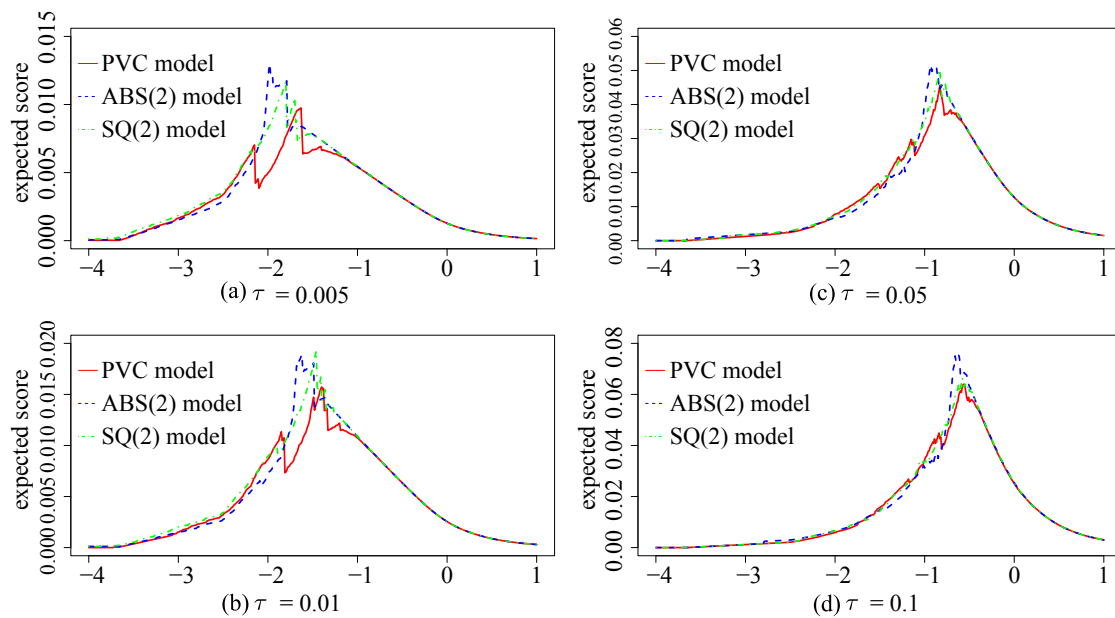 0.015
0.010
0.005
0.000
expected score
PVC model
ABS(2) model
SQ(2) model
−4 −3 −2 −1 0 1
(a) τ = 0.005
0.06
0.05
0.04
0.03
0.02
0.01
0.00
expected score
PVC model
ABS(2) model
SQ(2) model
−4 −3 −2 −1 0 1
(c) τ = 0.05
0.020
0.015
0.010
0.005
0.000
expected score
PVC model
ABS(2) model
SQ(2) model
−4 −3 −2 −1 0 1
(b) τ = 0.01
0.08
0.06
0.04
0.02
0.00
expected score
PVC model
ABS(2) model
SQ(2) model
−4 −3 −2 −1 0 1
(d) τ = 0.1